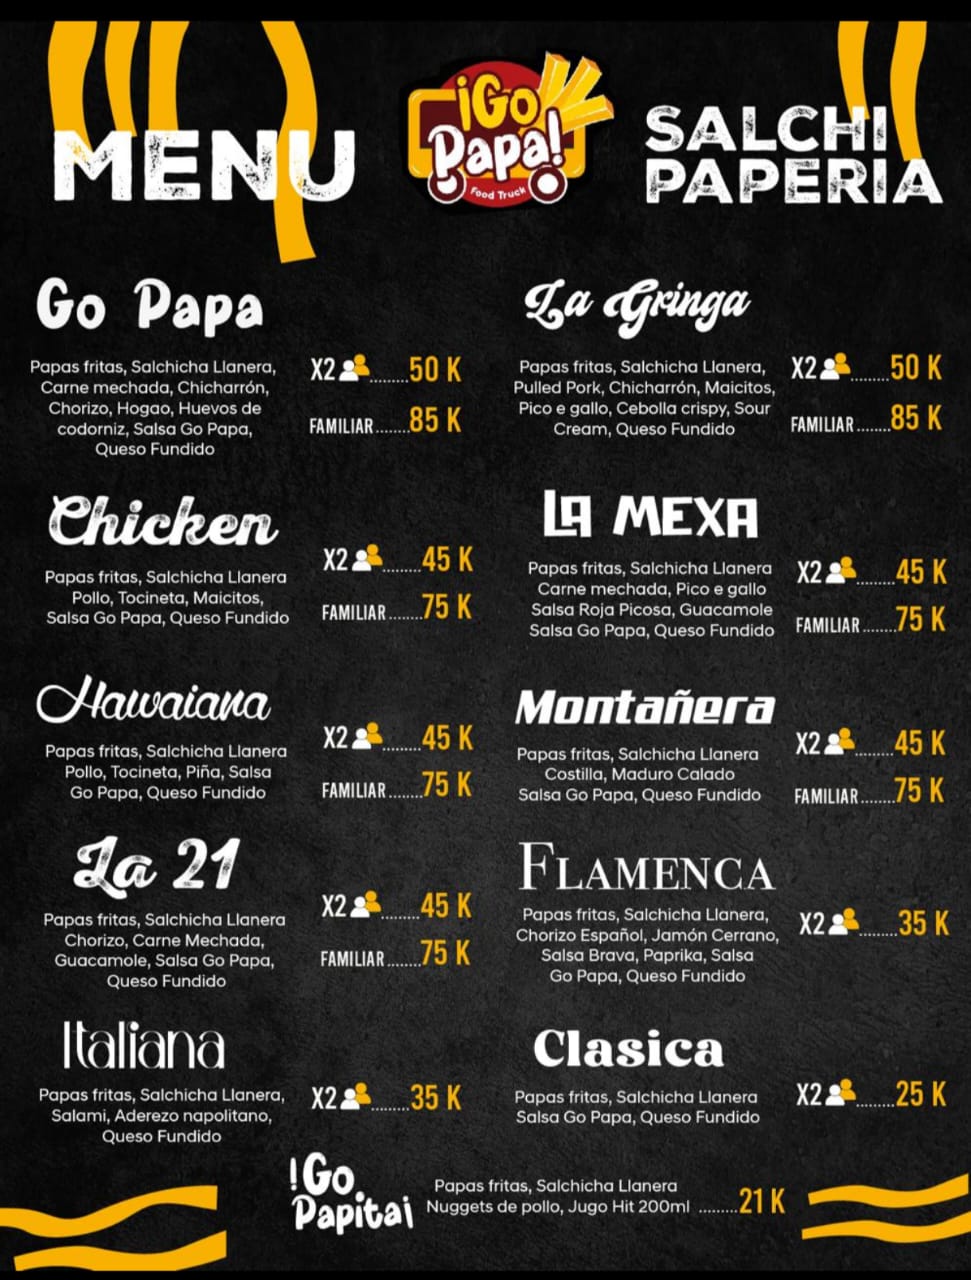 MENU
¡Go
Papa!
Food Truck
SALCHI
PAPERIA
Go Papa
Papas fritas, Salchicha Llanera,
Carne mechada, Chicharrón,
Chorizo, Hogao, Huevos de
codorniz, Salsa Go Papa,
Queso Fundido
X2 ........50 K
FAMILIAR.......85 K
La Gringa
Papas fritas, Salchicha Llanera,
Pulled Pork, Chicharrón, Maicitos,
Pico e gallo, Cebolla crispy, Sour
Cream, Queso Fundido
X2 ........50 K
FAMILIAR.......85 K
Chicken
Papas fritas, Salchicha Llanera
Pollo, Tocineta, Maicitos,
Salsa Go Papa, Queso Fundido
X2 ........45 K
FAMILIAR.......75 K
LA MEXA
Papas fritas, Salchicha Llanera
Carne mechada, Pico e gallo
Salsa Roja Picosa, Guacamole
Salsa Go Papa, Queso Fundido
X2 ........45 K
FAMILIAR.......75 K
Hawaiana
Papas fritas, Salchicha Llanera
Pollo, Tocineta, Piña, Salsa
Go Papa, Queso Fundido
X2 ........45 K
FAMILIAR.......75 K
Montañera
Papas fritas, Salchicha Llanera
Costilla, Maduro Calado
Salsa Go Papa, Queso Fundido
X2 ........45 K
FAMILIAR.......75 K
La 21
Papas fritas, Salchicha Llanera
Chorizo, Carne Mechada,
Guacamole, Salsa Go Papa,
Queso Fundido
X2 ........45 K
FAMILIAR.......75 K
FLAMENCA
Papas fritas, Salchicha Llanera,
Chorizo Español, Jamón Cerrano,
Salsa Brava, Paprika, Salsa
Go Papa, Queso Fundido
X2 ........35 K
Italiana
Papas fritas, Salchicha Llanera,
Salami, Aderezo napolitano,
Queso Fundido
X2 ........35 K
Clasica
Papas fritas, Salchicha Llanera
Salsa Go Papa, Queso Fundido
X2 ........25 K
!Go
Papita¡
Papas fritas, Salchicha Llanera
Nuggets de pollo, Jugo Hit 200ml ........21 K